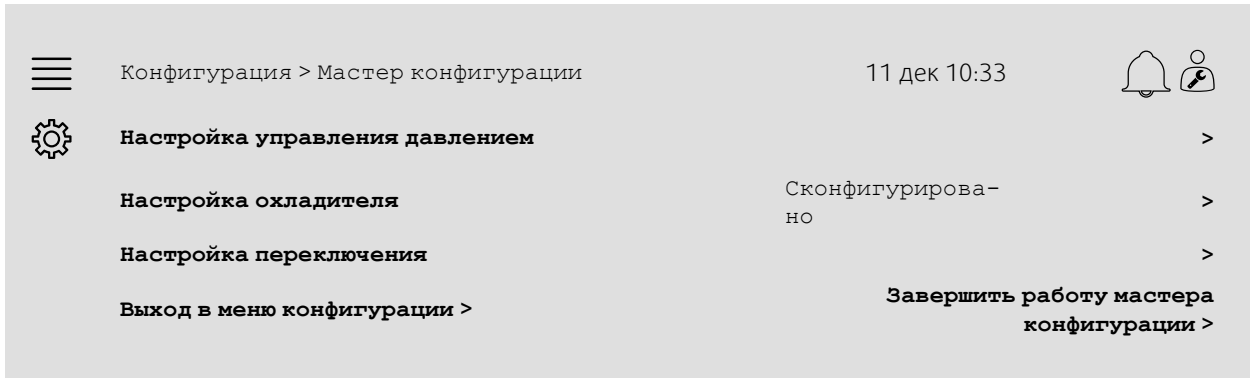 Конфигурация > Мастер конфигурации 11 дек 10:33
Настройка управления давлением >
Настройка охладителя Сконфигурирова-
но >
Настройка переключения >
Выход в меню конфигурации > Завершить работу мастера
конфигурации >